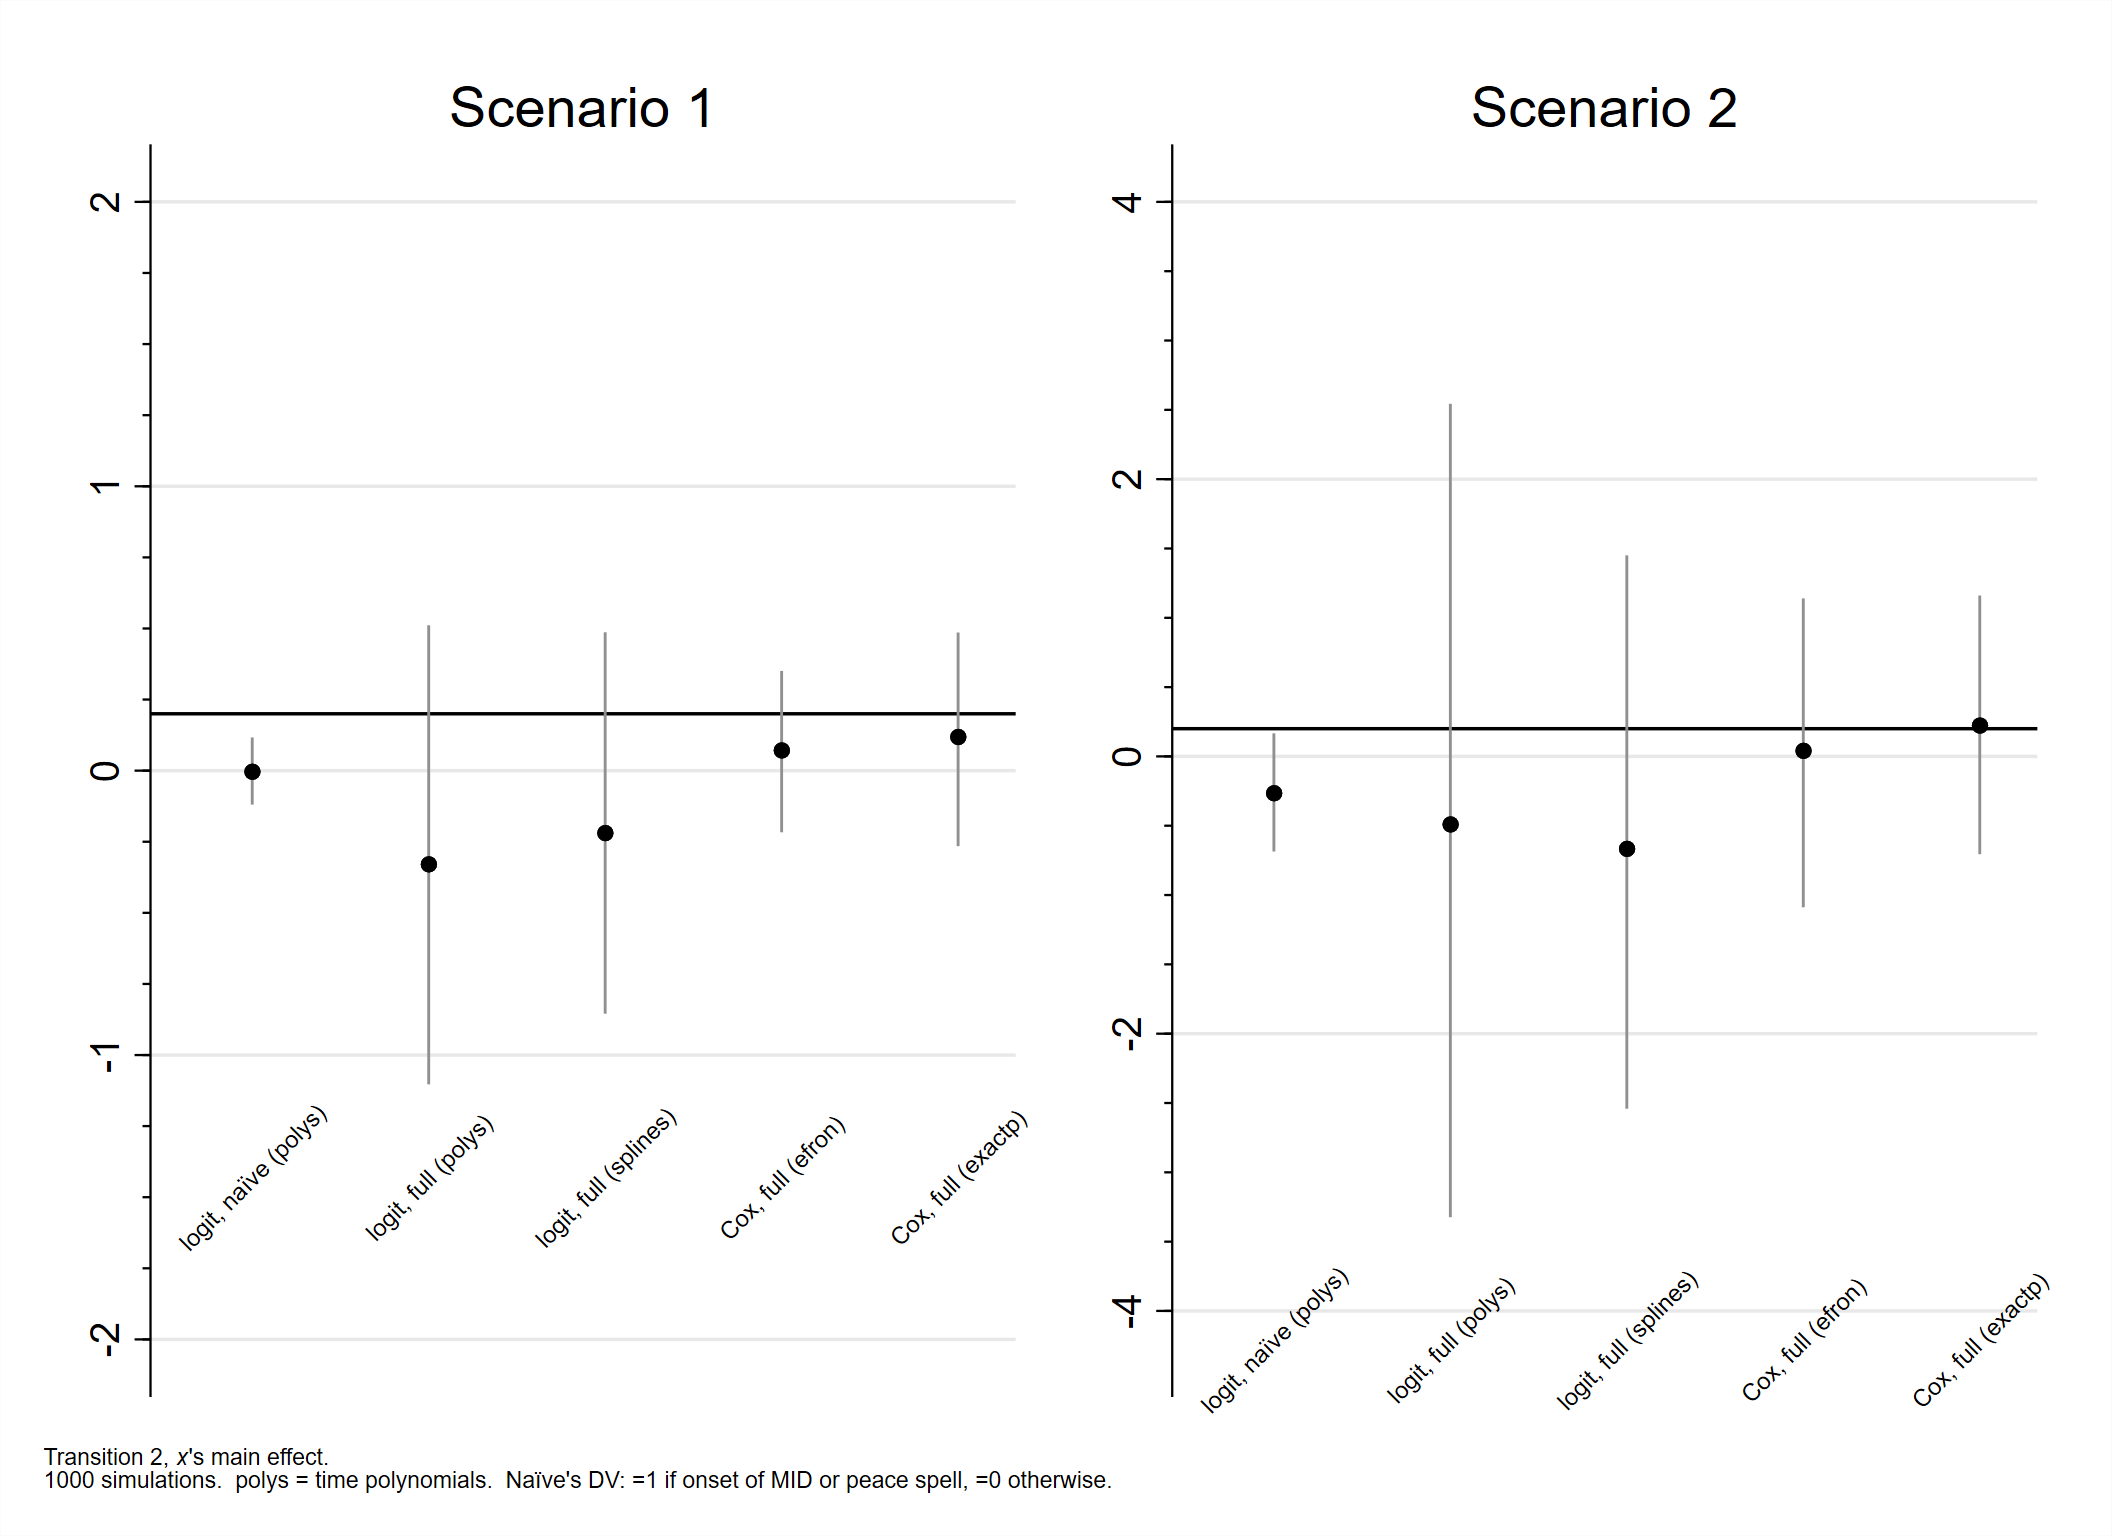 Scenario 1
2
1
0
-1
-2
logit, naïve (polys)
logit, full (polys)
logit, full (splines)
Cox, full (efron)
Cox, full (exactp)
Scenario 2
4
2
0
-2
-4
logit, naïve (polys)
logit, full (polys)
logit, full (splines)
Cox, full (efron)
Cox, full (exactp)
Transition 2, x's main effect.
1000 simulations.  polys = time polynomials.  Naïve's DV: =1 if onset of MID or peace spell, =0 otherwise.